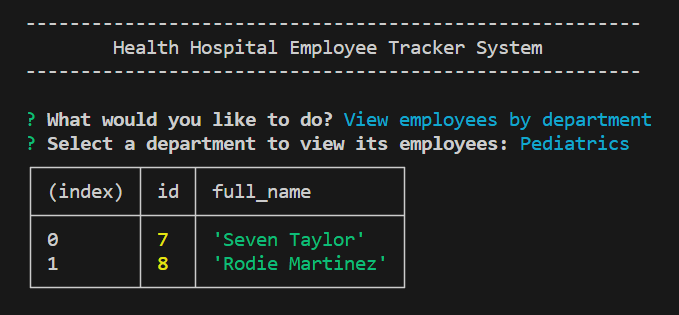 --------------------------------------------------------
Health Hospital Employee Tracker System
--------------------------------------------------------
? What would you like to do? View employees by department
? Select a department to view its employees: Pediatrics
(index) id full_name
0 7 'Seven Taylor'
1 8 'Rodie Martinez'